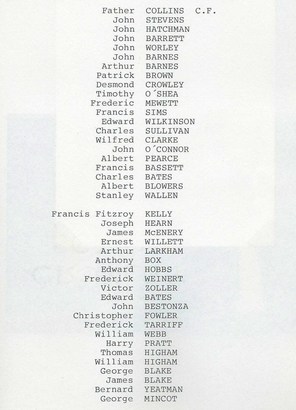 Father COLLINS C.F.
John STEVENS
John HATCHMAN
John BARRETT
John WORLEY
John BARNES
Arthur BARNES
Patrick BROWN
Desmond CROWLEY
Timothy O´SHEA
Frederic MEWETT
Francis SIMS
Edward WILKINSON
Charles SULLIVAN
Wilfred CLARKE
John O´CONNOR
Albert PEARCE
Francis BASSETT
Charles BATES
Albert BLOWERS
Stanley WALLEN
Francis Fitzroy KELLY
Joseph HEARN
James McENERY
Ernest WILLETT
Arthur LARKHAM
Anthony BOX
Edward HOBBS
Frederick WEINERT
Victor ZOLLER
Edward BATES
John BESTONZA
Christopher FOWLER
Frederick TARRIFF
William WEBB
Harry PRATT
Thomas HIGHAM
William HIGHAM
George BLAKE
James BLAKE
Bernard YEATMAN
George MINCOT